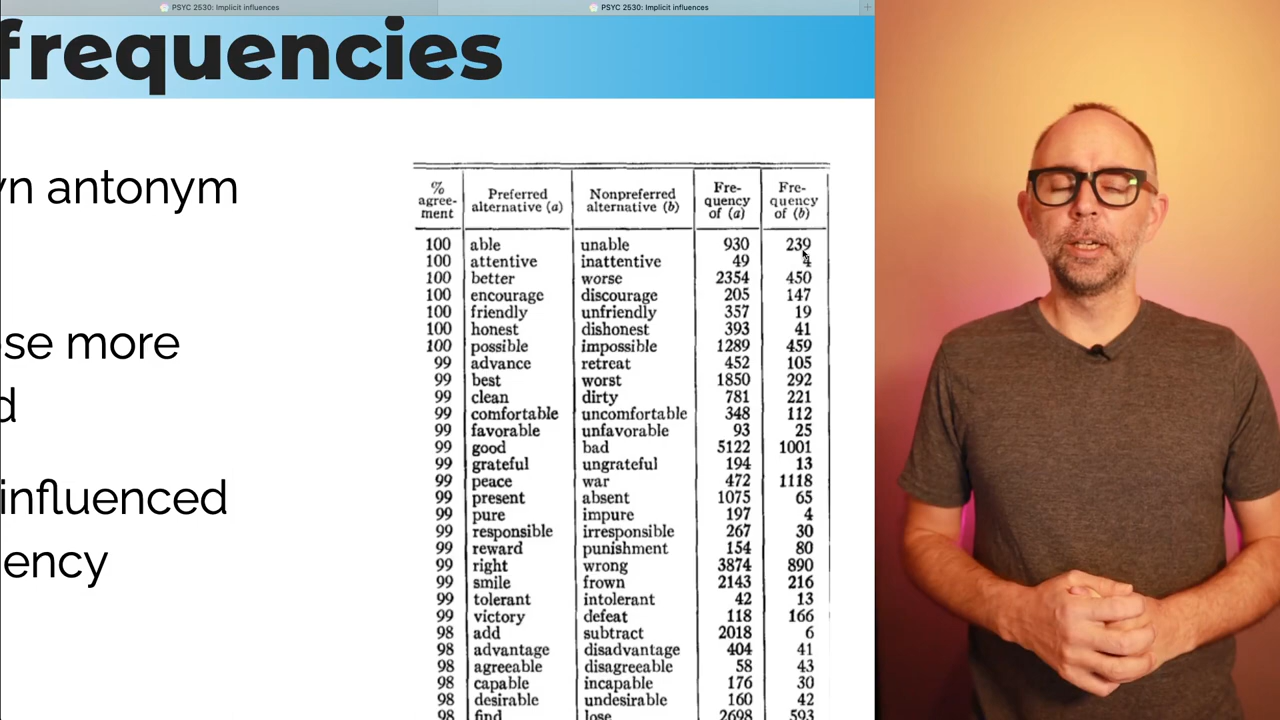 PSYC 2530: Implicit influences
PSYC 2530: Implicit influences
frequencies
antonym
more
influenced
% agree- ment Preferred alternative (a) Nonpreferred alternative (b) Fre- quency of (a) Fre- quency of (b)
100 able unable 930 239
100 attentive inattentive 49 4
100 better worse 2354 450
100 encourage discourage 205 147
100 friendly unfriendly 357 19
100 honest dishonest 393 41
100 possible impossible 1289 459
99 advance retreat 452 105
99 best worst 1850 292
99 clean dirty 781 221
99 comfortable uncomfortable 348 112
99 favorable unfavorable 93 25
99 good bad 5122 1001
99 grateful ungrateful 194 13
99 peace war 472 1118
99 present absent 1075 65
99 pure impure 197 4
99 responsible irresponsible 267 30
99 reward punishment 154 80
99 right wrong 3874 890
99 smile frown 2143 216
99 tolerant intolerant 42 13
99 victory defeat 118 166
98 add subtract 2018 6
98 advantage disadvantage 404 41
98 agreeable disagreeable 58 43
98 capable incapable 176 30
98 desirable undesirable 160 42
98 find lose 2698 593